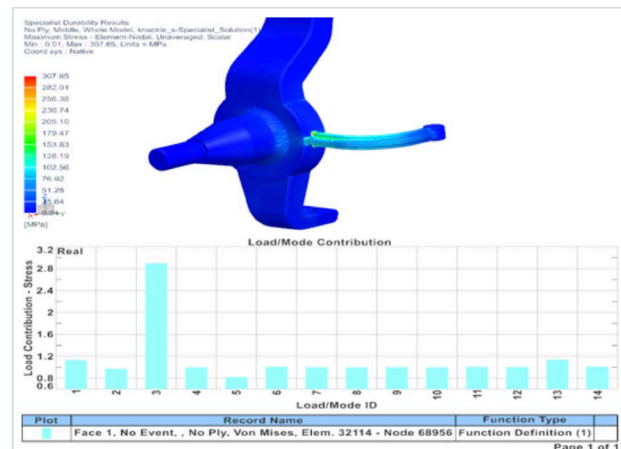 Specialist Durability Results
No Ply, Middle, Whole Model, knuckle_s-Specialist_Solution(1)
Maximum Stress - Element-Nodal, Unaveraged, Scalar
Min : 0.01, Max : 307.65, Units = MPa
Coord sys : Native
307.65
282.01
256.38
230.74
205.10
179.47
153.83
128.19
102.56
76.92
51.28
[MPa]
Load/Mode Contribution
Real
Load Contribution - Stress
3.2
2.8
2.4
2
1.6
1.2
0.8
0.6
1 2 3 4 5 6 7 8 9 10 11 12 13 14
Load/Mode ID
Plot Record Name Function Type
Face 1, No Event, , No Ply, Von Mises, Elem. 32114 - Node 68956 Function Definition (1)
Page 1 of 1